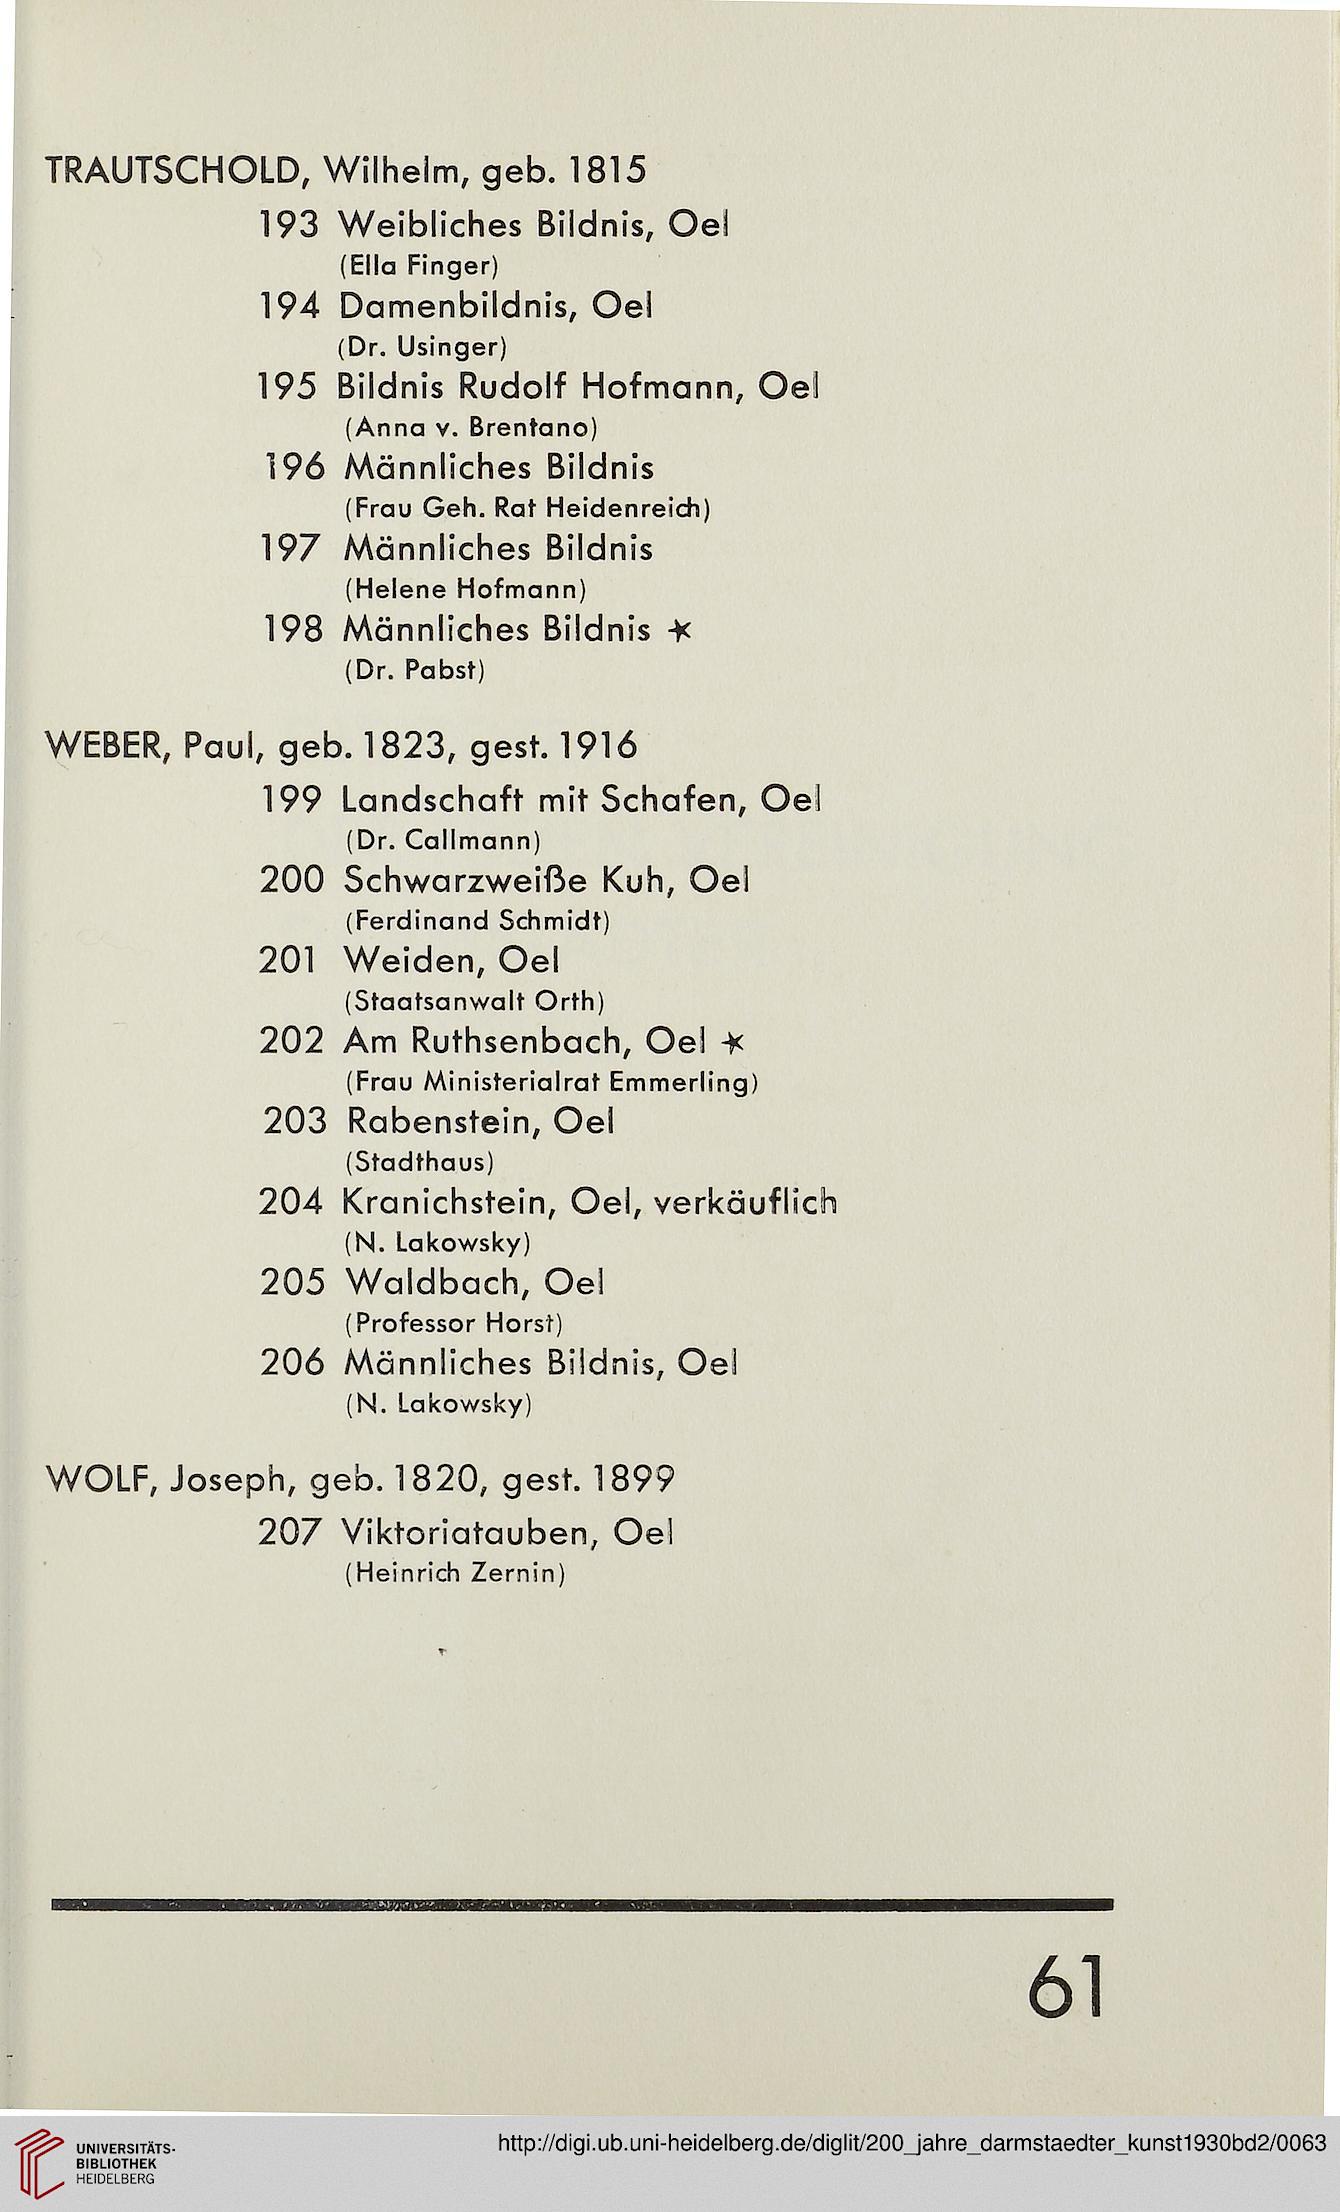 TRAUTSCHOLD, Wilhelm, geb. 1815
193 Weibliches Bildnis, Oel
(Ella Finger)
194 Damenbildnis, Oel
(Dr. Usinger)
195 Bildnis Rudolf Hofmann, Oel
(Anna v. Brentano)
196 Männliches Bildnis
(Frau Geh. Rat Heidenreich)
197 Männliches Bildnis
(Helene Hofmann)
198 Männliches Bildnis ★
(Dr. Pabst)
WEBER, Paul, geb. 1823, gest. 1916
199 Landschaft mit Schafen, Oel
(Dr. Callmann)
200 Schwarzweiße Kuh, Oel
(Ferdinand Schmidt)
201 Weiden, Oel
(Staatsanwalt Orth)
202 Am Ruthsenbach, Oel ★
(Frau Ministerialrat Emmerling)
203 Rabenstein, Oel
(Stadthaus)
204 Kranichstein, Oel, verkäuflich
(N. Lakowsky)
205 Waldbach, Oel
(Professor Horst)
206 Männliches Bildnis, Oel
(N. Lakowsky)
WOLF, Joseph, geb. 1820, gest. 1899
207 Viktoriatauben, Oel
(Heinrich Zernin)
61
UNIVERSITÄTS-
BIBLIOTHEK
HEIDELBERG
http://digi.ub.uni-heidelberg.de/diglit/200_jahre_darmstaedter_kunst1930bd2/0063